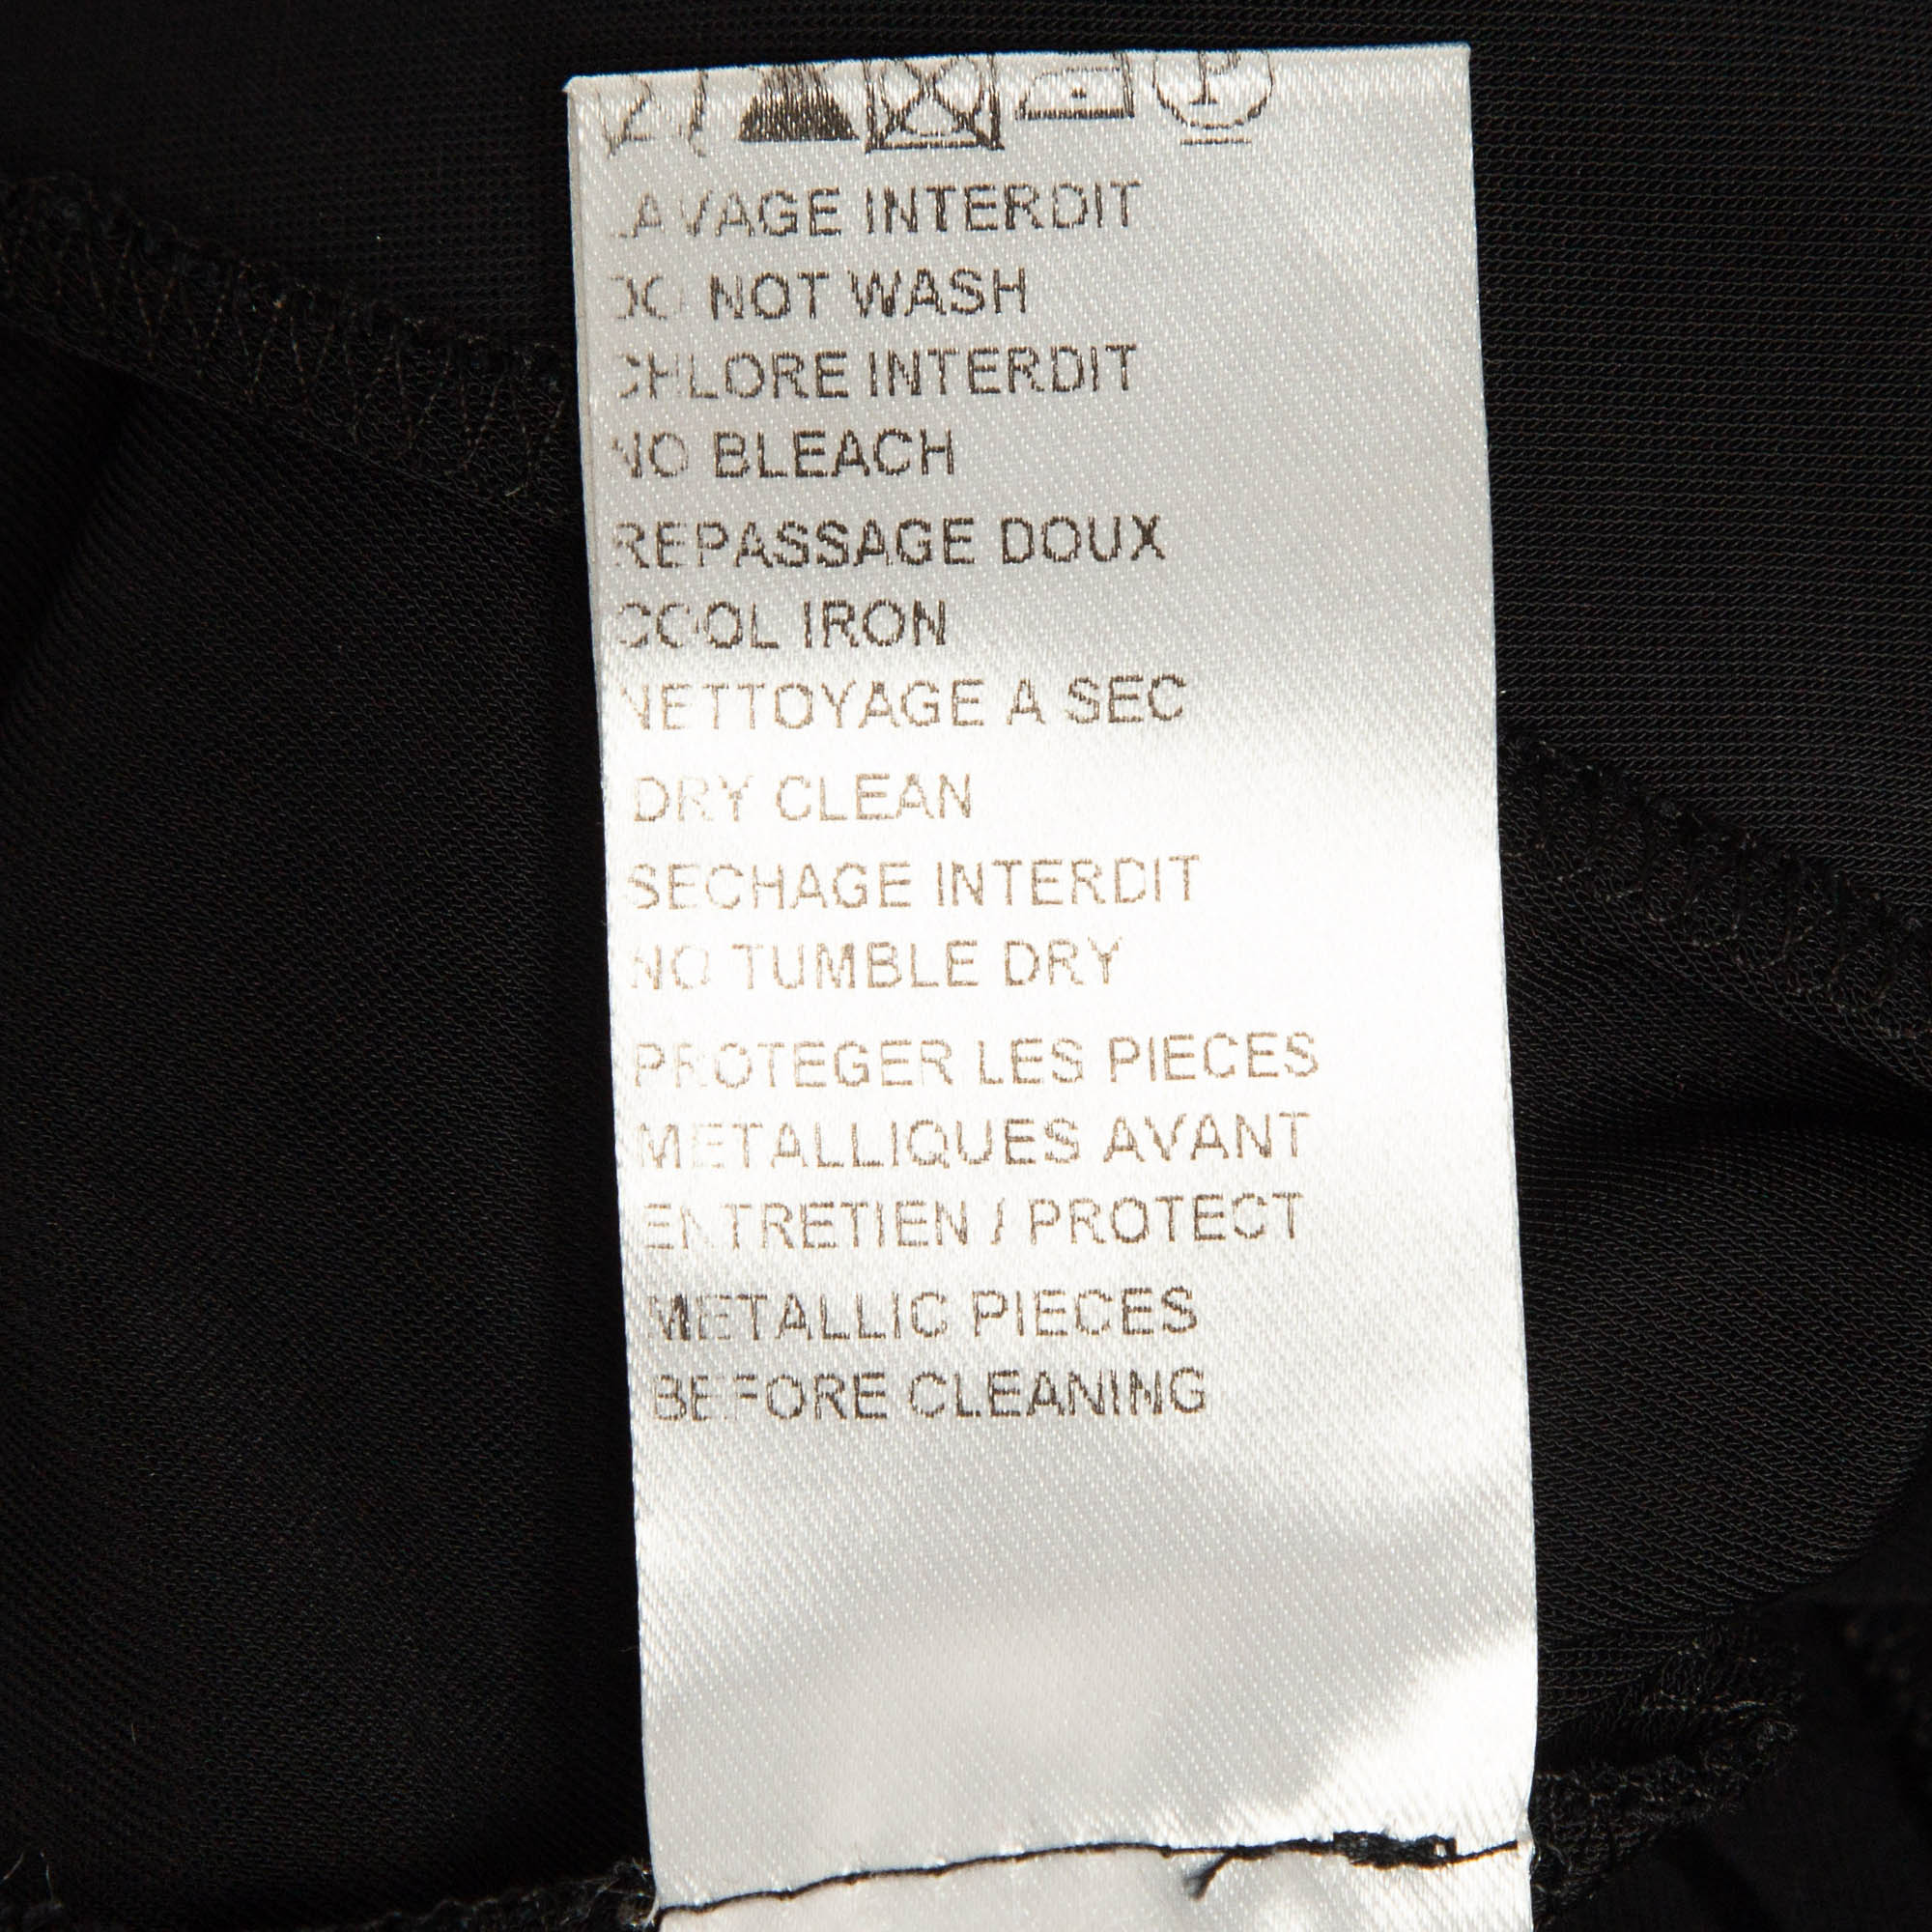 P
LAVAGE INTERDIT
DO NOT WASH
CHLORE INTERDIT
NO BLEACH
REPASSAGE DOUX
COOL IRON
NETTOYAGE A SEC
DRY CLEAN
SECHAGE INTERDIT
NO TUMBLE DRY
PROTEGER LES PIECES
METALLIQUES AVANT
ENTRETIEN / PROTECT
METALLIC PIECES
BEFORE CLEANING